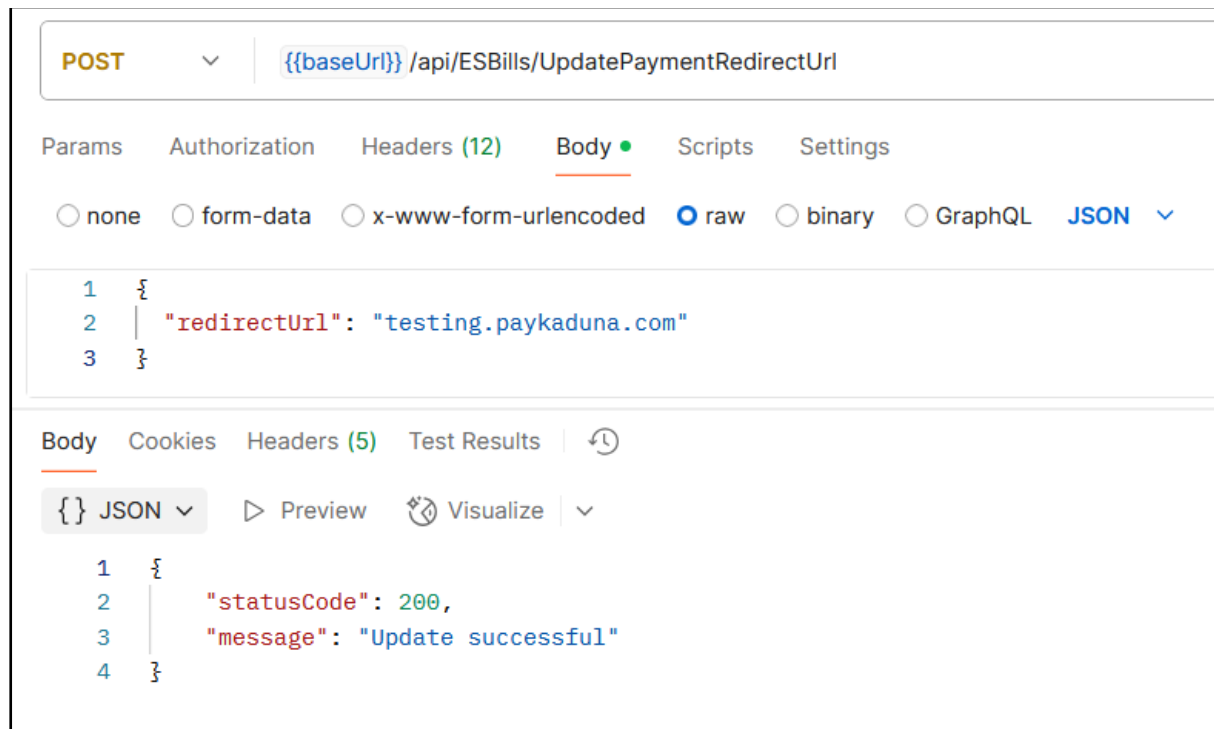 POST {{baseUrl}}/api/ESBills/UpdatePaymentRedirectUrl
Params Authorization Headers (12) Body Scripts Settings
none form-data x-www-form-urlencoded raw binary GraphQL JSON
1 {
2 "redirectUrl": "testing.paykaduna.com"
3 }
Body Cookies Headers (5) Test Results
{} JSON Preview Visualize
1 {
2 "statusCode": 200,
3 "message": "Update successful"
4 }